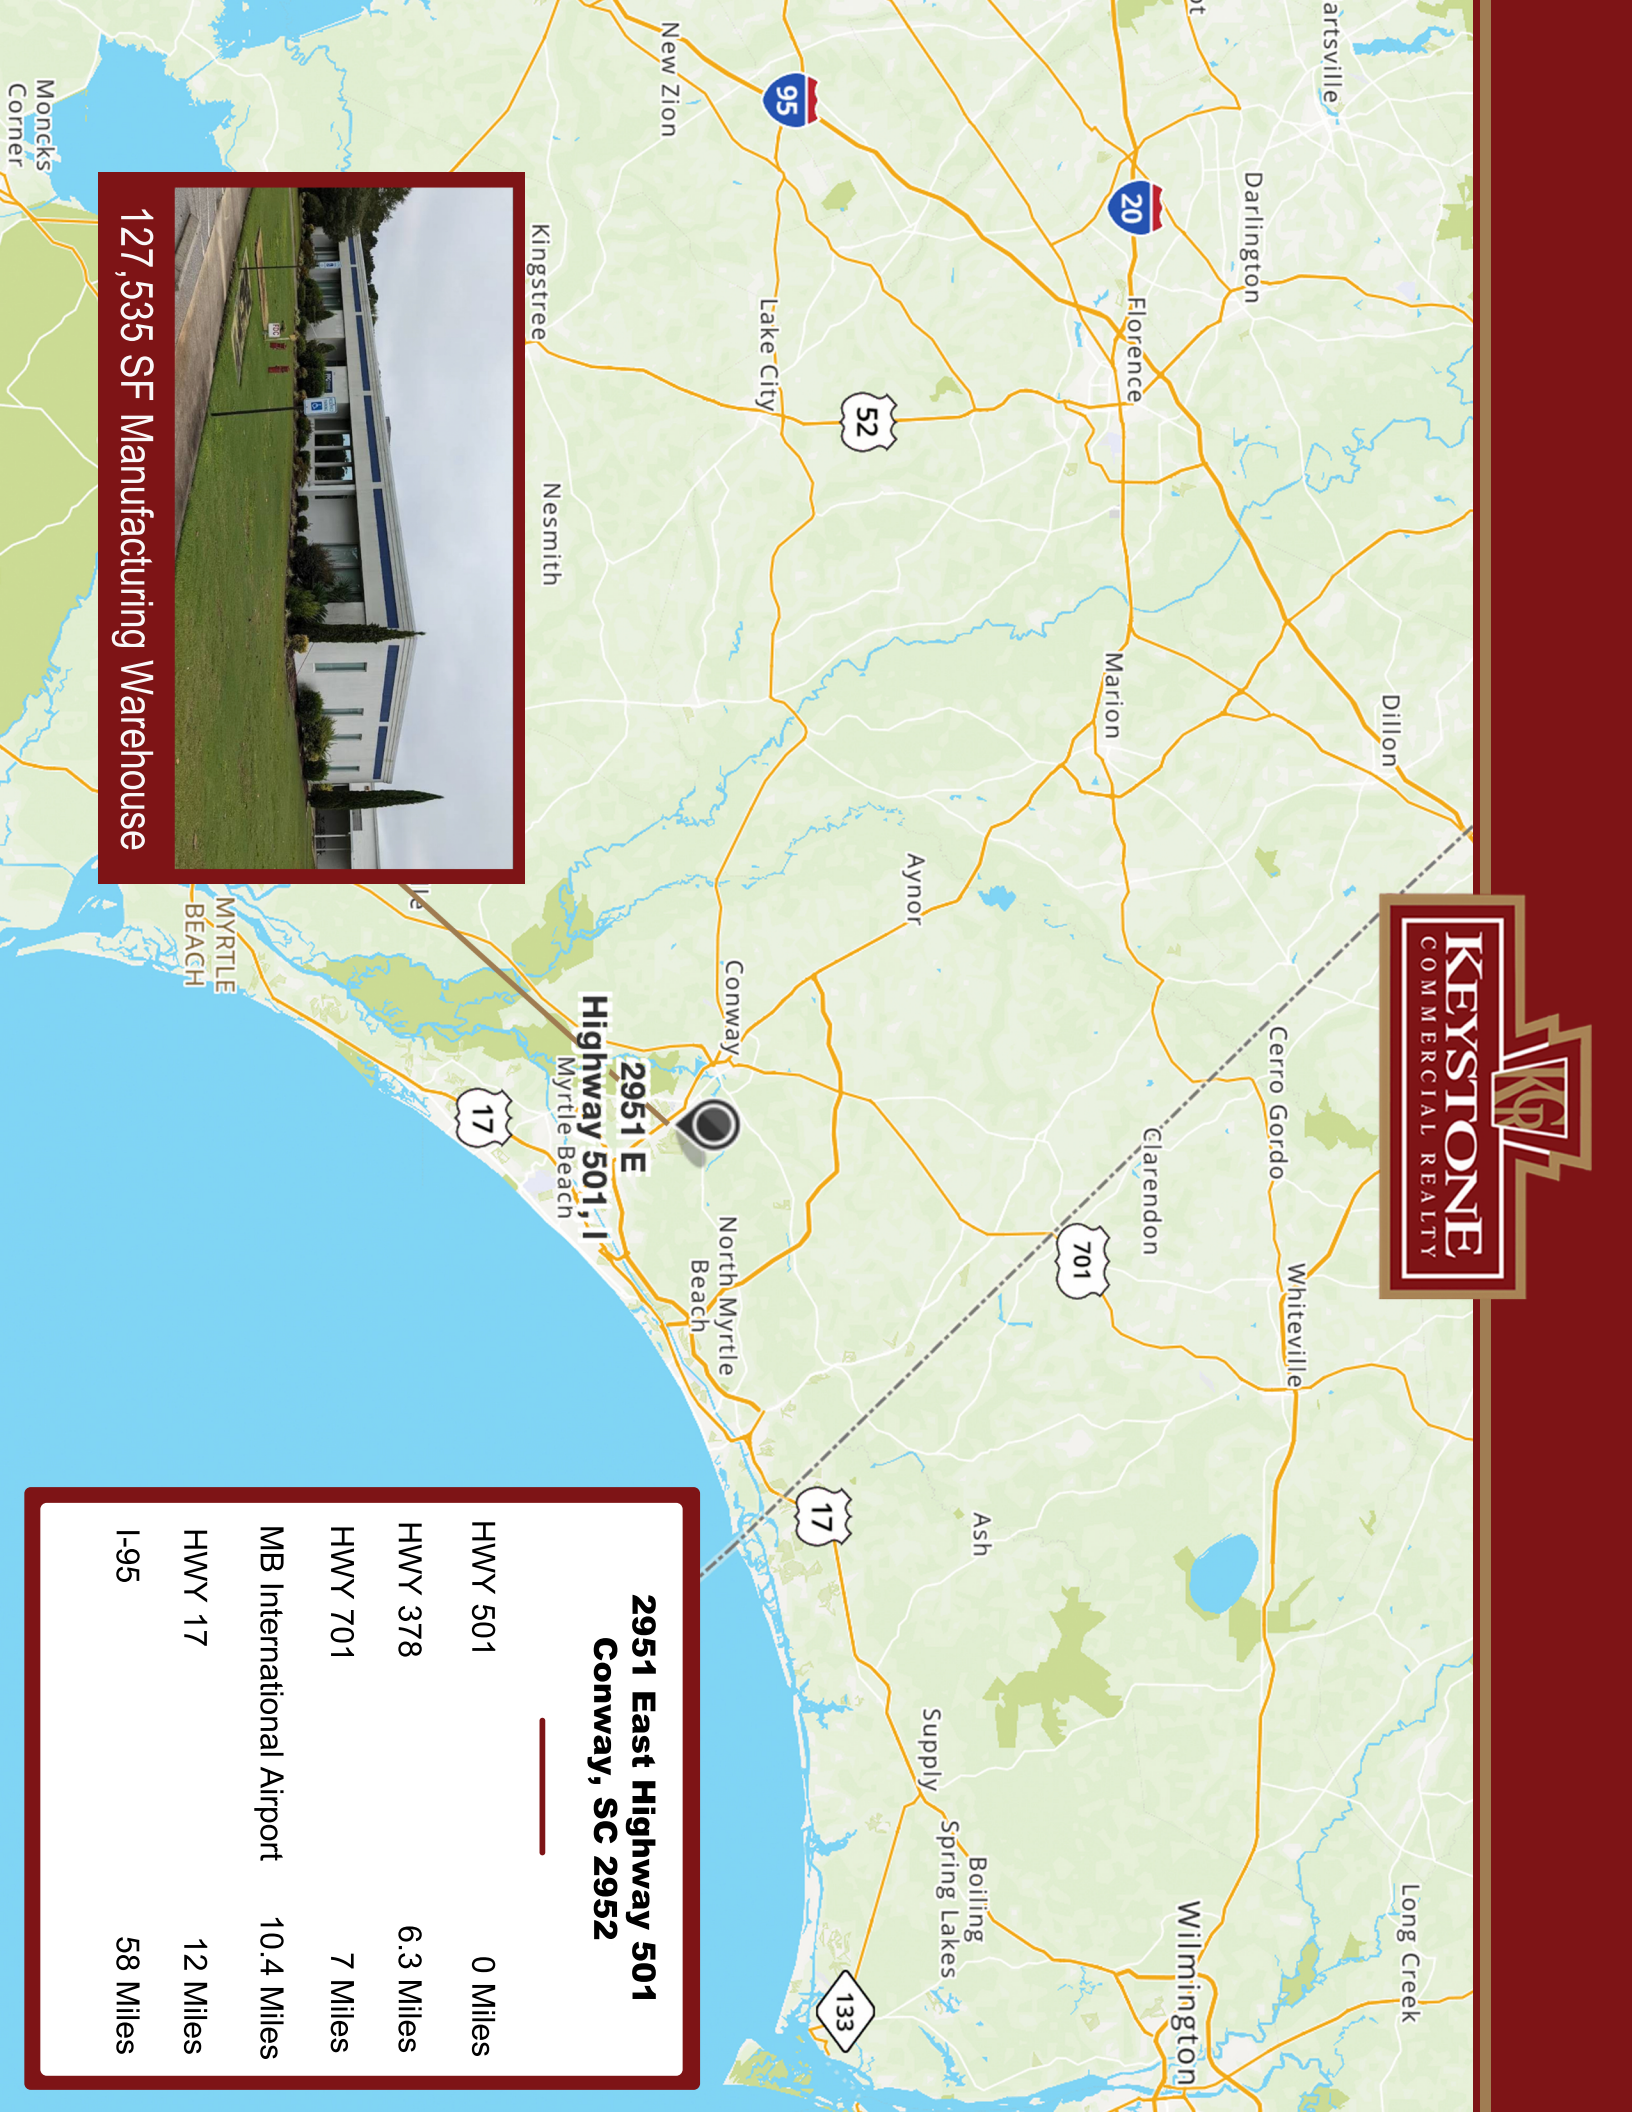 KEYSTONE
COMMERCIAL REALTY
KCR
artsville
Darlington
20
Florence
95
New Zion
Lake City
52
Kingstree
Nesmith
Moncks
Corner
Dillon
Marion
Aynor
Conway
Cerro Gordo
Clarendon
Whiteville
701
North Myrtle
Beach
2951 E
Highway 501, I
Myrtle Beach
17
MYRTLE
BEACH
le
17
Ash
Supply
Boiling
Spring Lakes
Wilmington
Long Creek
133
127,535 SF Manufacturing Warehouse
2951 East Highway 501
Conway, SC 2952
HWY 501 0 Miles
HWY 378 6.3 Miles
HWY 701 7 Miles
MB International Airport 10.4 Miles
HWY 17 12 Miles
I-95 58 Miles